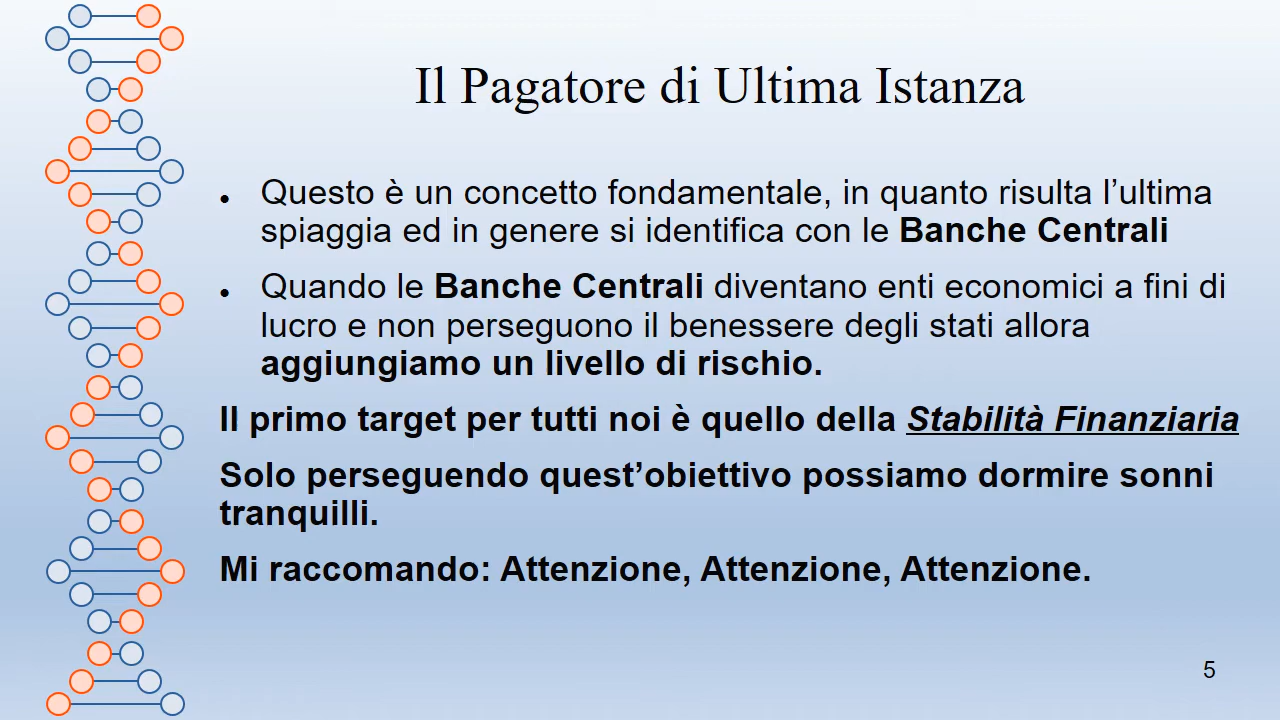 Il Pagatore di Ultima Istanza
● Questo è un concetto fondamentale, in quanto risulta l’ultima
spiaggia ed in genere si identifica con le Banche Centrali
● Quando le Banche Centrali diventano enti economici a fini di
lucro e non perseguono il benessere degli stati allora
aggiungiamo un livello di rischio.
Il primo target per tutti noi è quello della Stabilità Finanziaria
Solo perseguendo quest’obiettivo possiamo dormire sonni
tranquilli.
Mi raccomando: Attenzione, Attenzione, Attenzione.
5